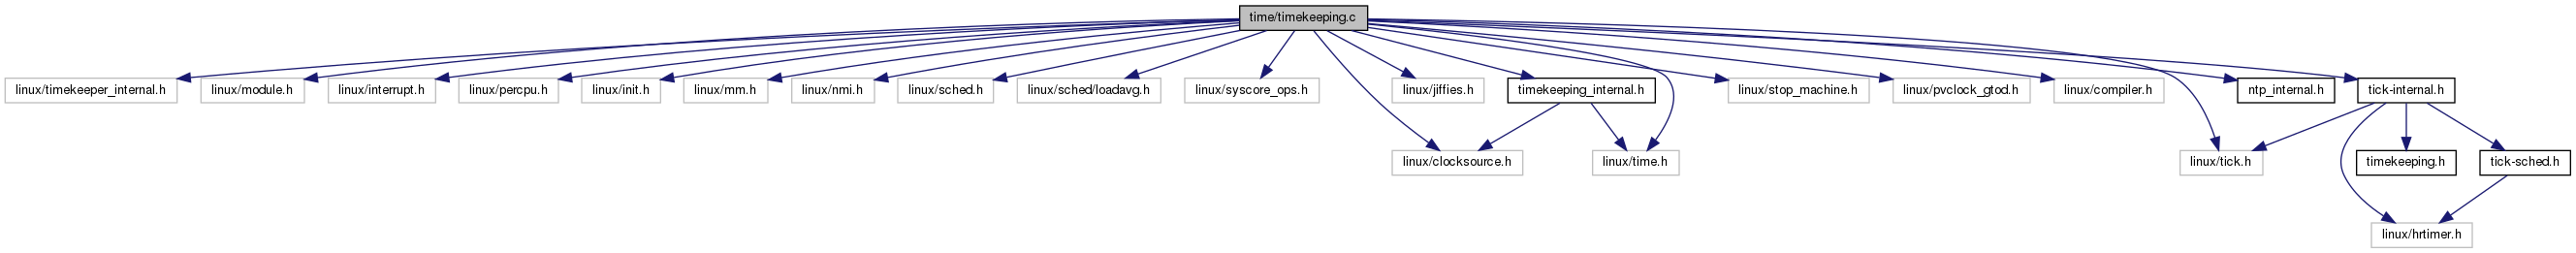 time/timekeeping.c
linux/timekeeper_internal.h
linux/module.h
linux/interrupt.h
linux/percpu.h
linux/init.h
linux/mm.h
linux/nmi.h
linux/sched.h
linux/sched/loadavg.h
linux/syscore_ops.h
linux/jiffies.h
timekeeping_internal.h
linux/stop_machine.h
linux/pvclock_gtod.h
linux/compiler.h
ntp_internal.h
tick-internal.h
linux/clocksource.h
linux/time.h
linux/tick.h
timekeeping.h
tick-sched.h
linux/hrtimer.h